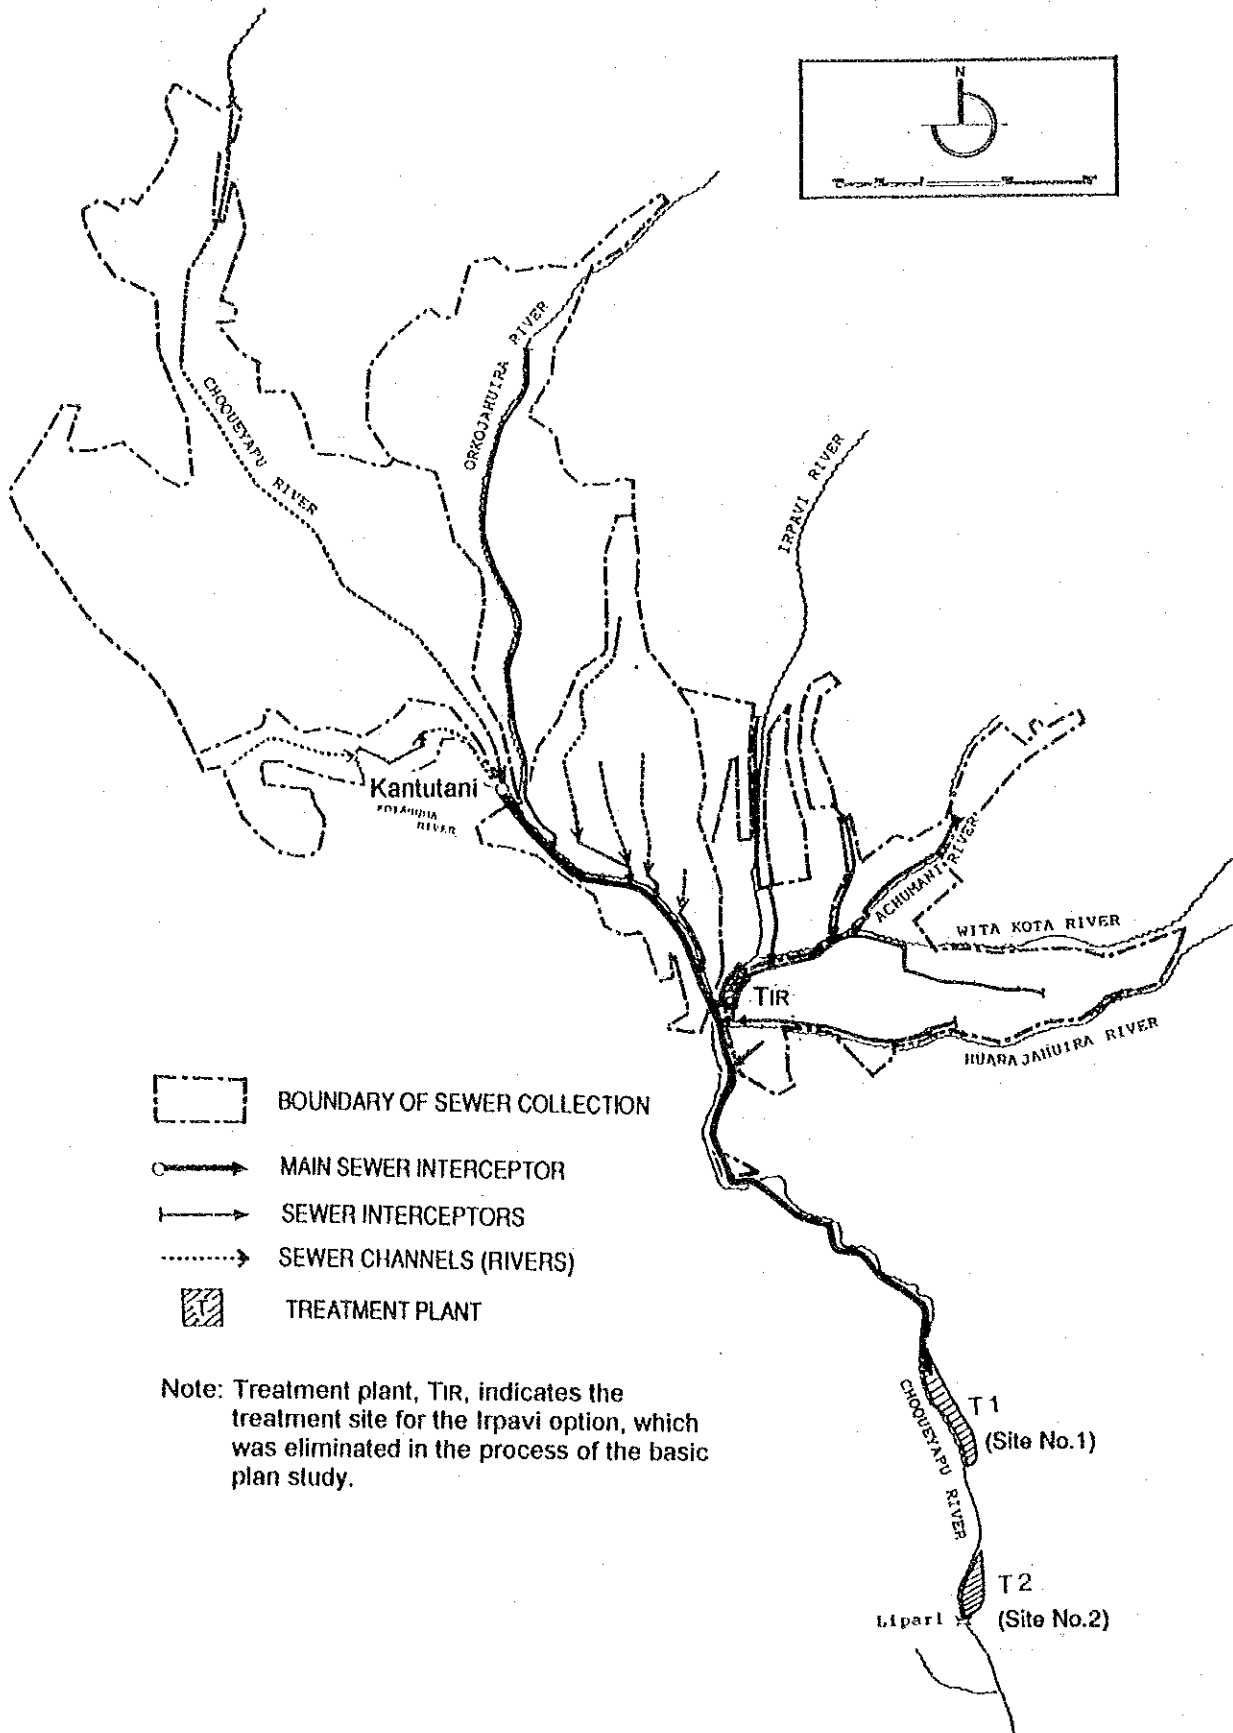 N
CHOQUEYAPU RIVER
ORKOJAHUIRA RIVER
IRPAVI RIVER
Kantutani
RIVER
ACHUMANI RIVER
WITA KOTA RIVER
TIR
HUARAJAHUIRA RIVER
BOUNDARY OF SEWER COLLECTION
MAIN SEWER INTERCEPTOR
SEWER INTERCEPTORS
SEWER CHANNELS (RIVERS)
T
TREATMENT PLANT
Note: Treatment plant, TIR, indicates the
treatment site for the Irpavi option, which
was eliminated in the process of the basic
plan study.
CHOQUEYAPU RIVER
T1
(Site No.1)
T2
(Site No.2)
Lipari